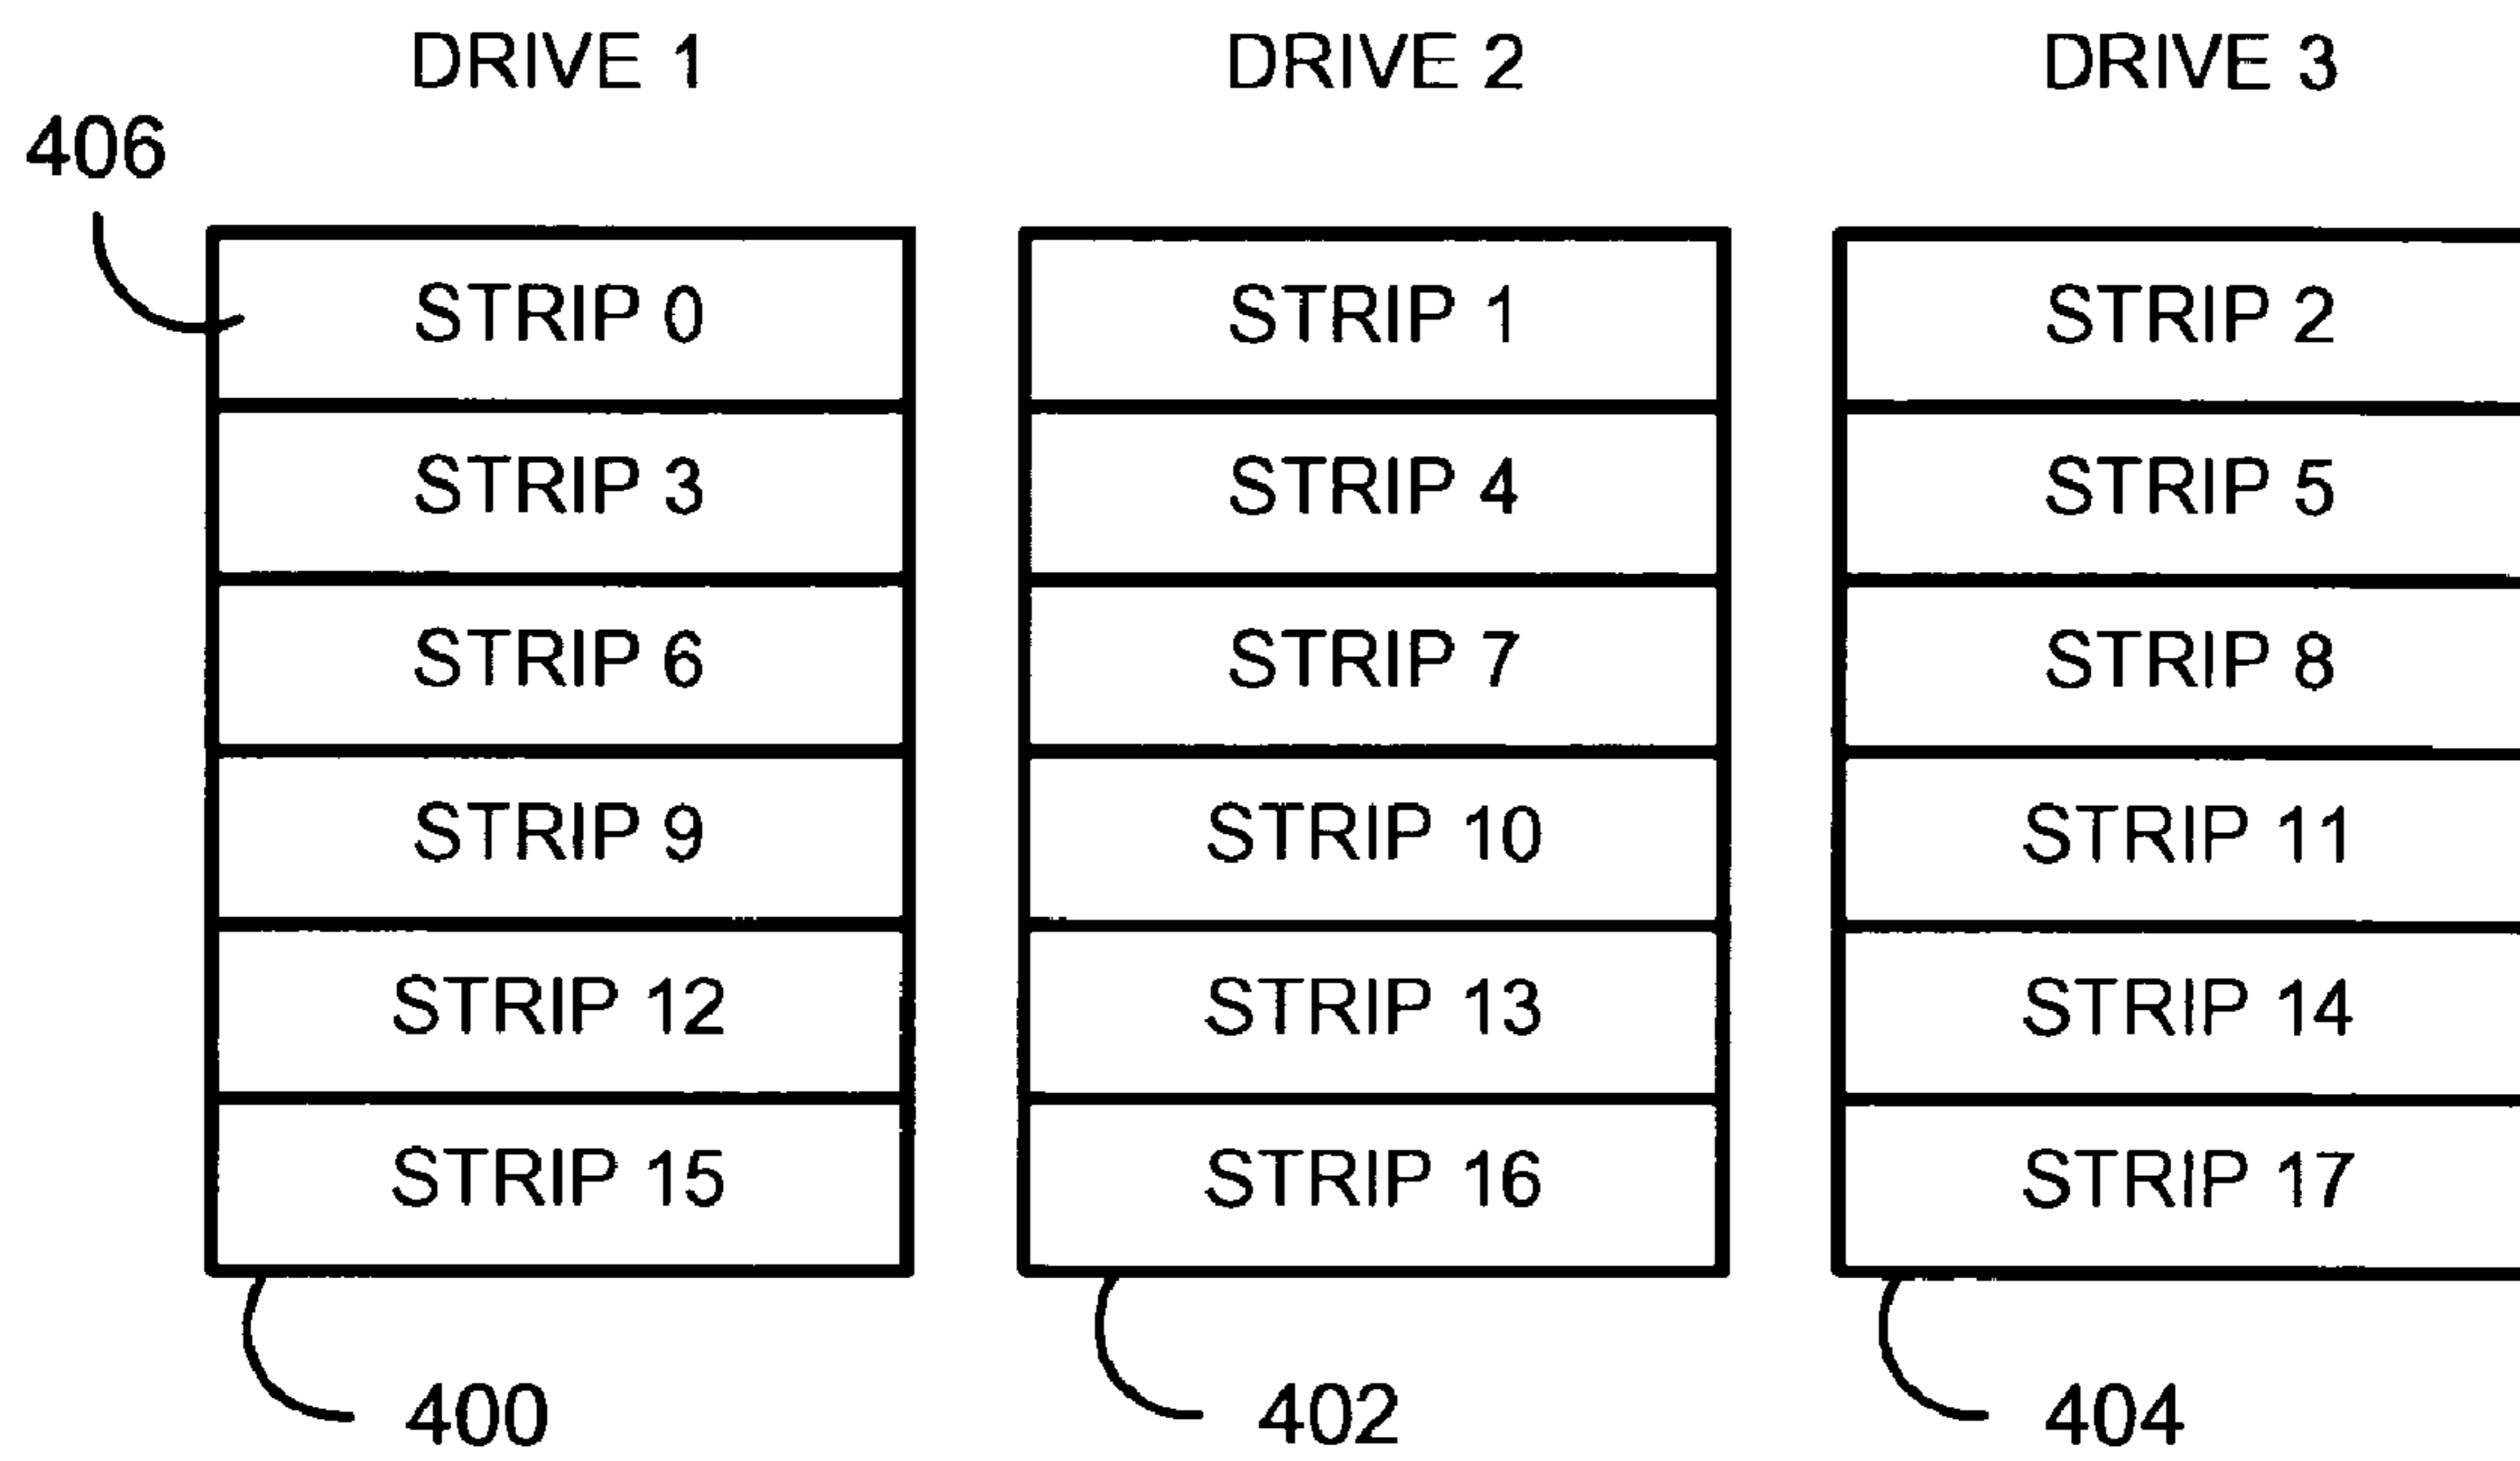 DRIVE 1 DRIVE 2 DRIVE 3
406
STRIP 0 STRIP 1 STRIP 2
STRIP 3 STRIP 4 STRIP 5
STRIP 6 STRIP 7 STRIP 8
STRIP 9 STRIP 10 STRIP 11
STRIP 12 STRIP 13 STRIP 14
STRIP 15 STRIP 16 STRIP 17
400 402 404